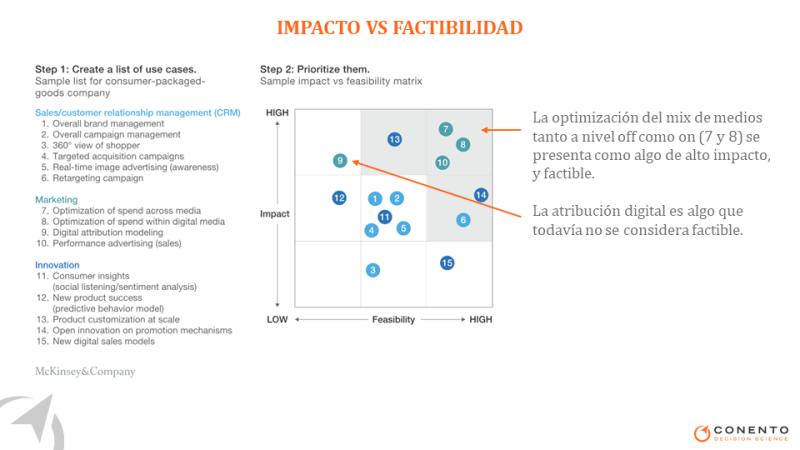 IMPACTO VS FACTIBILIDAD
Step 1: Create a list of use cases.
Sample list for consumer-packaged-
goods company
Sales/customer relationship management (CRM)
1. Overall brand management
2. Overall campaign management
3. 360° view of shopper
4. Targeted acquisition campaigns
5. Real-time image advertising (awareness)
6. Retargeting campaign
Marketing
7. Optimization of spend across media
8. Optimization of spend within digital media
9. Digital attribution modeling
10. Performance advertising (sales)
Innovation
11. Consumer insights
(social listening/sentiment analysis)
12. New product success
(predictive behavior model)
13. Product customization at scale
14. Open innovation on promotion mechanisms
15. New digital sales models
McKinsey&Company
Step 2: Prioritize them.
Sample impact vs feasibility matrix
HIGH
7
13
8
9
10
14
12
1
2
Impact
11
6
5
4
15
3
LOW
Feasibility
HIGH
La optimización del mix de medios
tanto a nivel off como on (7 y 8) se
presenta como algo de alto impacto,
y factible.
La atribución digital es algo que
todavía no se considera factible.
CONENTO
DECISION SCIENCE